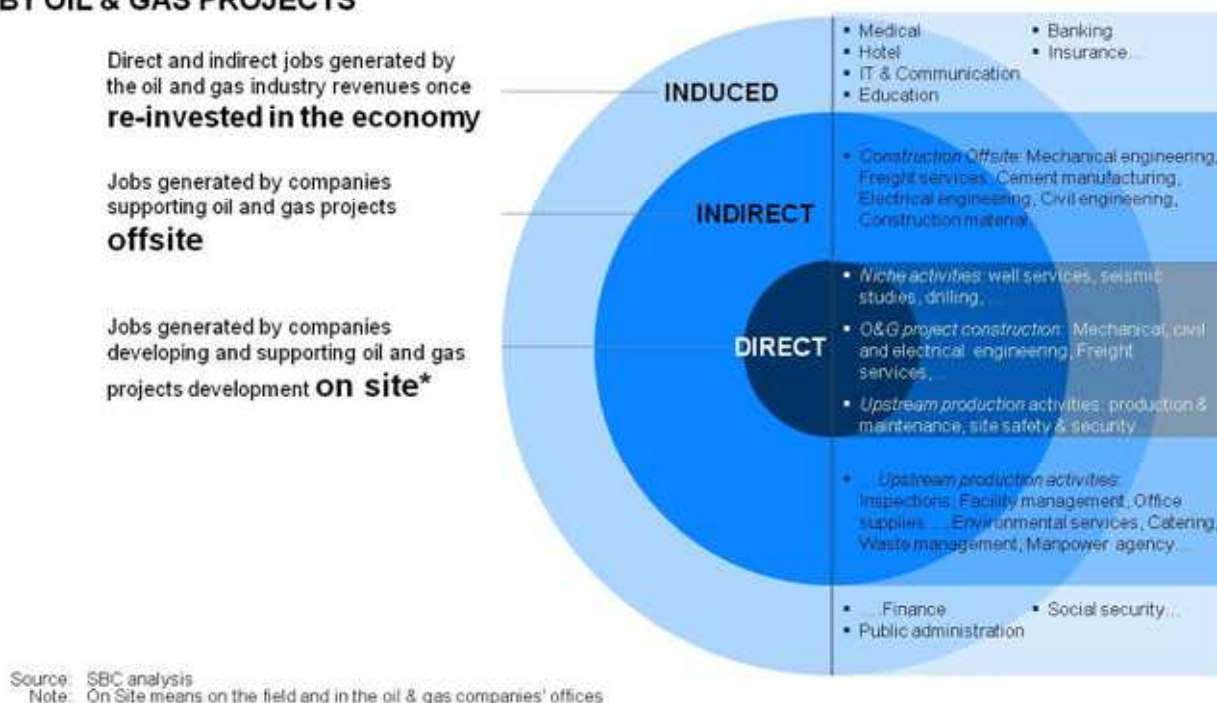 BY OIL & GAS PROJECTS
Direct and indirect jobs generated by
the oil and gas industry revenues once
re-invested in the economy
Jobs generated by companies
supporting oil and gas projects
offsite
Jobs generated by companies
developing and supporting oil and gas
projects development on site*
INDUCED
INDIRECT
DIRECT
▪ Medical
▪ Hotel
▪ IT & Communication
▪ Education
▪ Banking
▪ Insurance...
▪ Construction Offsite: Mechanical engineering,
Freight services, Cement manufacturing,
Electrical engineering, Civil engineering,
Construction material...
▪ Niche activities: well services, seismic
studies, drilling,...
▪ O&G project construction: Mechanical, civil
and electrical engineering, Freight
services,...
▪ Upstream production activities: production &
maintenance, site safety & security
▪ ...Upstream production activities:
Inspections, Facility management, Office
supplies ... Environmental services, Catering,
Waste management, Manpower agency...
▪ ....Finance
▪ Public administration
▪ Social security...
Source: SBC analysis
Note: On Site means on the field and in the oil & gas companies' offices